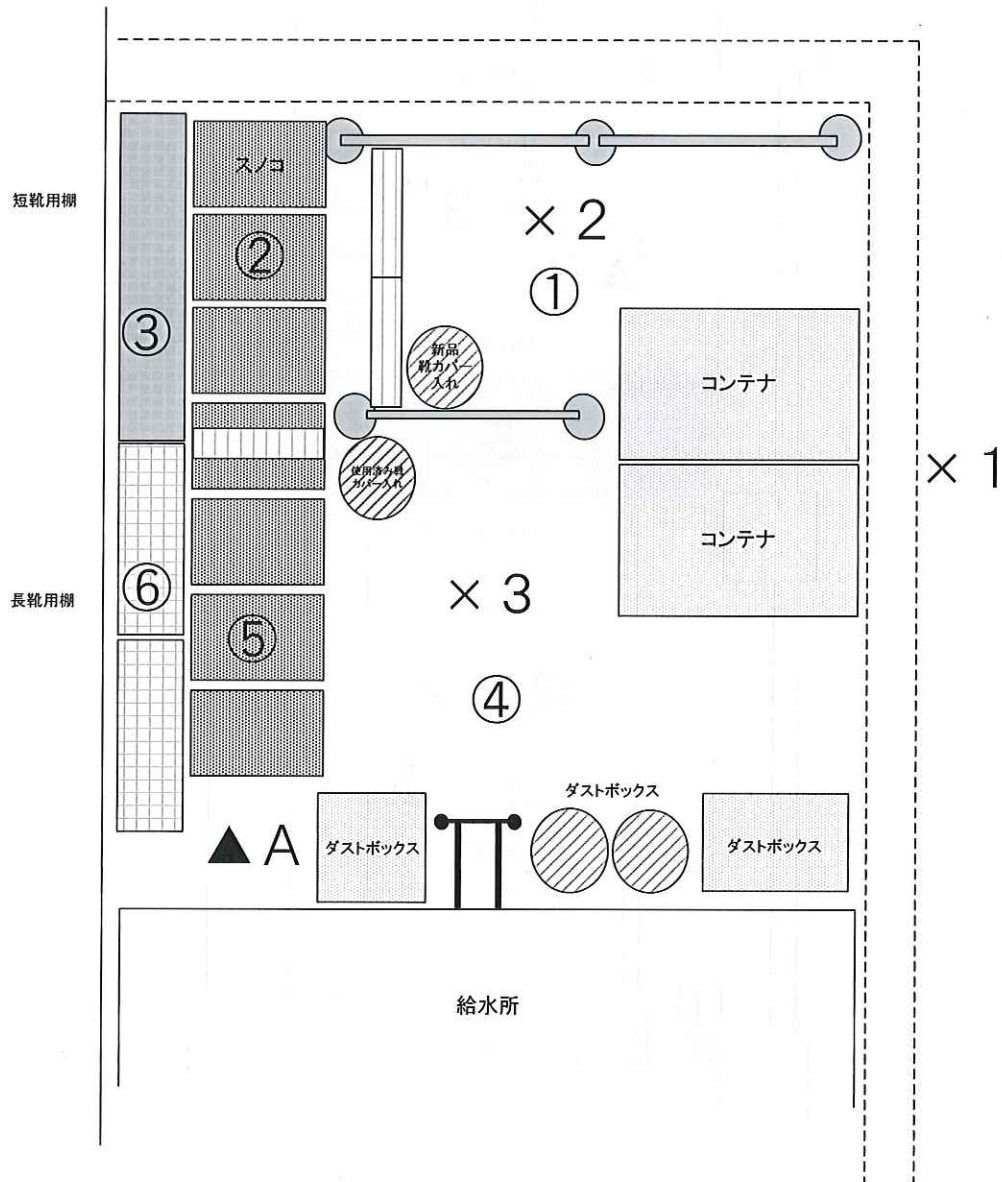 スノコ
短靴用棚
× 2
②
①
③
新品
靴カバー
入れ
コンテナ
使用済み靴
カバー入れ
× 1
コンテナ
⑥
× 3
長靴用棚
⑤
④
ダストボックス
▲ A
ダストボックス
ダストボックス
給水所